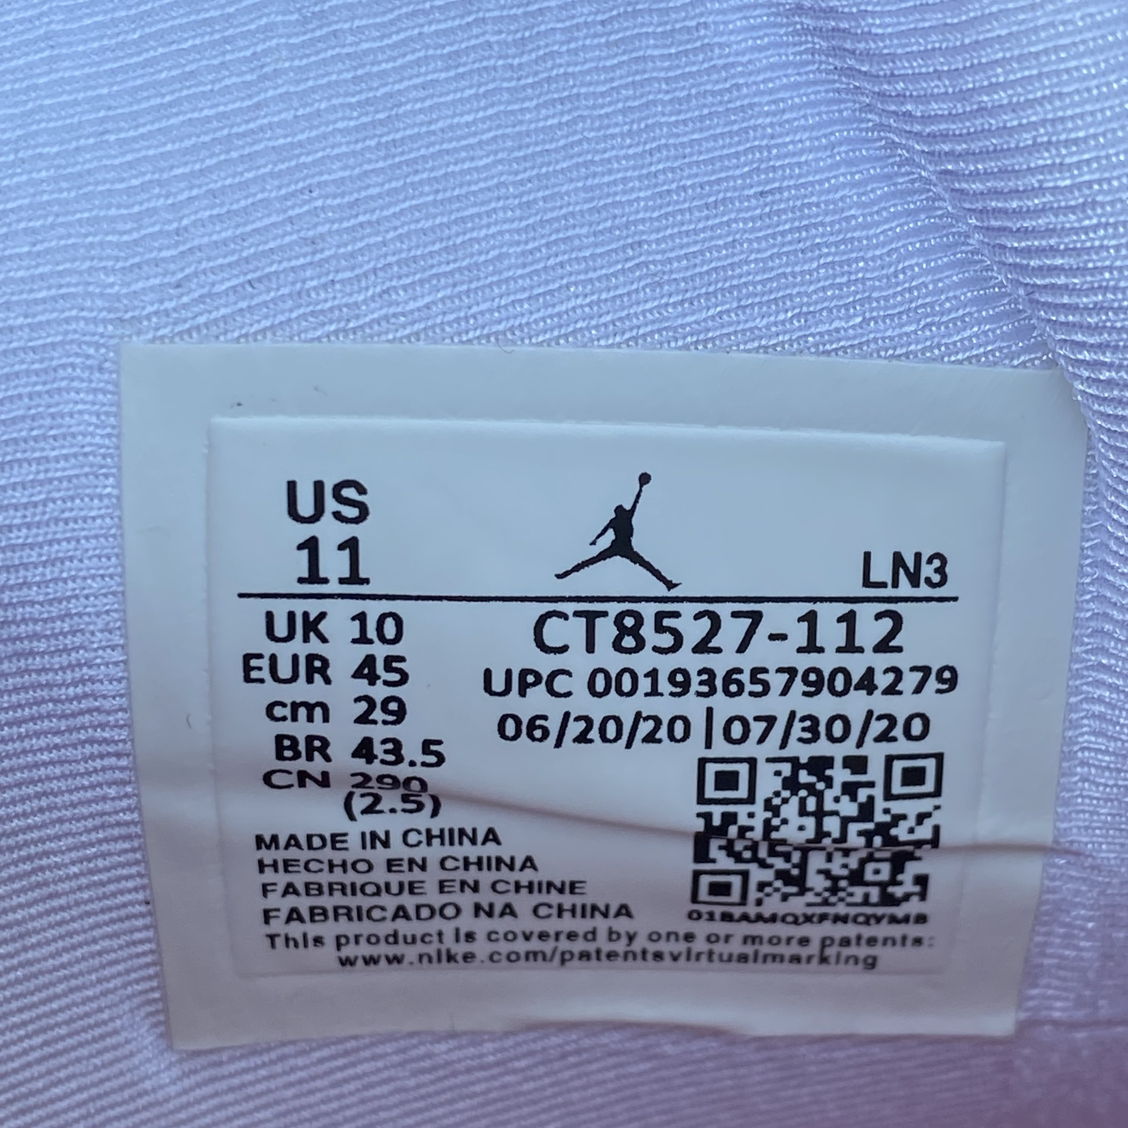 US
11
LN3
UK 10
EUR 45
cm 29
BR 43.5
CN 290
(2.5)
CT8527-112
UPC 00193657904279
06/20/20 | 07/30/20
MADE IN CHINA
HECHO EN CHINA
FABRIQUE EN CHINE
FABRICADO NA CHINA
01BAMQXFNQYMB
This product is covered by one or more patents:
www.nike.com/patentsvirtualmarking